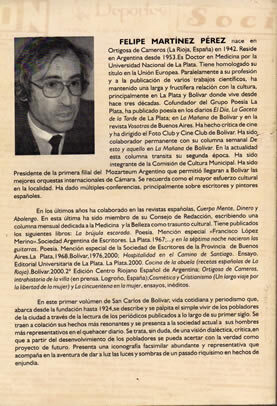 FELIPE MARTÍNEZ PÉREZ nace en
Ortigosa de Cameros (La Rioja, España) en 1942. Reside
en Argentina desde 1953. Es Doctor en Medicina por la
Universidad Nacional de La Plata. Tiene homologado su
título en la Unión Europea. Paralelamente a su profesión
y a la publicación de varios trabajos científicos, ha
mantenido una larga y fructífera relación con la cultura,
principalmente en La Plata y Bolívar donde vive desde
hace dos décadas. Cofundador del Grupo Poesía La
Plata, ha publicado poesía en los diarios El Día, La Gaceta
de la Tarde de La Plata; en La Mañana de Bolívar y en la
revista Vosotros de Buenos Aires. Ha hecho crítica de cine
y ha dirigido el Foto Club y Cine Club de Bolívar. Ha sido
colaborador permanente con su columna semanal De
esto y aquello en La Mañana de Bolívar. En la actualidad
esta columna transita su segunda época. Ha sido
integrante de la Comisión de Cultura Municipal. Ha sido
Presidente de la primera filial del Mozarteum Argentino que permitió llegaran a Bolívar las
mejores orquestas internacionales de Cámara. Se recuerda como el mayor esfuerzo cultural
en la localidad. Ha dado múltiples conferencias, principalmente sobre escritores y pintores
españoles.
En los últimos años ha colaborado en las revistas españolas, Cuerpo Mente, Dinero y
Abolengo. En esta última ha sido miembro de su Consejo de Redacción, escribiendo una
columna mensual dedicada a la Medicina y la Belleza como trasunto cultural. Tiene publicados
los siguientes libros: La brújula escorada. Poesía. Mención especial «Francisco López
Merino» Sociedad Argentina de Escritores. La Plata, 1967; ...y en la séptima noche nacieron las
guitarras. Poesía. Mención especial de la Sociedad de Escritores de la Provincia de Buenos
Aires. La Plata, 1968. Bolívar, 1976, 2000; Hospitalidad en el Camino de Santiago. Ensayo.
Editorial Universitaria de La Plata. La Plata. 2000. Cocina de la abuela (recetas españolas de La
Rioja). Bolívar. 2000. 2ª Edición Centro Riojano Español de Argentina; Ortigosa de Cameros,
intrahistoria de la villa (en prensa. Logroño, España); Cosmética y Cristianismo (Un largo viaje por
la libertad de la mujer) y La cincuentena en la mujer, ensayos, inéditos.
En este primer volumen de San Carlos de Bolívar, vida cotidiana y periodismo que,
abarca desde la fundación hasta 1924, se describe y se palpita el simple vivir de los pobladores
de la ciudad a través de la lectura de los periódicos publicados a lo largo de su primer siglo. Se
traen a colación sus hechos más resonantes y se presenta a la sociedad actual a sus hombres
más representativos en el quehacer diario. Se trata, sin duda, de una visión dialéctica, crítica, en
que a partir del desenvolvimiento de los pobladores se pueda acertar con la verdad como
proyecto de futuro. Presenta una iconografía facsimilar abundante y representativa que
acompaña en la aventura de dar a luz las luces y sombras de un pasado riquísimo en hechos de
enjundia.